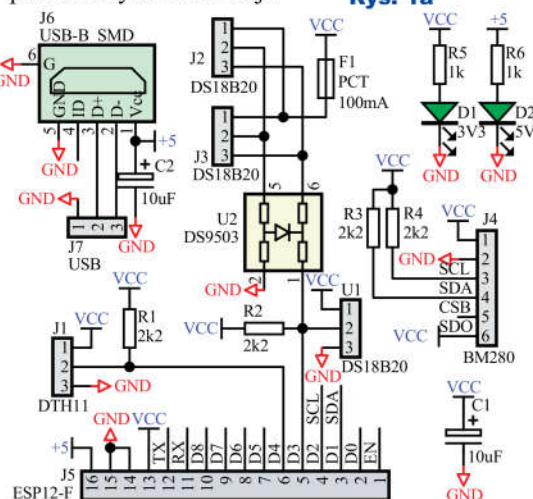 Rys. 1a
J6
USB-B SMD
6 G
GND
GND ID D+ D- Vcc
5 4 3 2 1
+5
GND
C2
+
10uF
GND
GND
1 2 3
J7
USB
J2
1
2
3
DS18B20
J3
1
2
3
DS18B20
VCC
F1
PCT
100mA
5 6
U2
DS9503
2 1
GND
VCC
R5
1k
D1
3V3
GND
+5
R6
1k
D2
5V
GND
VCC
R3
2k2
R4
2k2
VCC
J4
GND
SCL
SDA
CSB
SDO
VCC
1
2
3
4
5
6
BM280
VCC
U1
1
2
3
GND
DS18B20
VCC
R2
2k2
VCC
R1
2k2
J1
VCC
1
2
3
GND
DTH11
VCC
C1
+
10uF
GND
+5
GND
VCC
TX RX D8 D7 D6 D5 D4 D3 D2 D1 D0 EN
SCL SDA
J5
ESP12-F
16 15 14 13 12 11 10 9 8 7 6 5 4 3 2 1